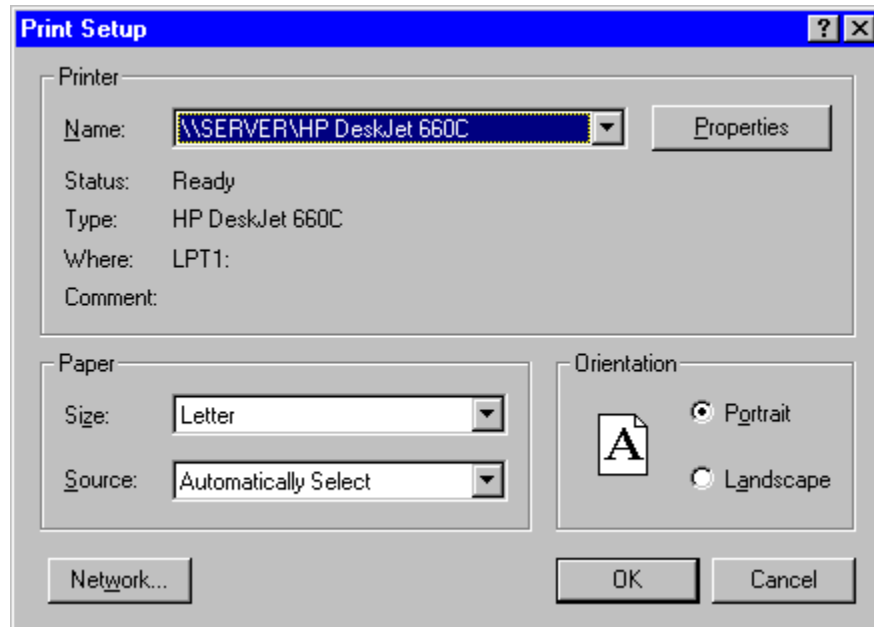 Print Setup
Printer
Name: \\SERVER\HP DeskJet 660C Properties
Status: Ready
Type: HP DeskJet 660C
Where: LPT1:
Comment:
Paper
Size: Letter
Source: Automatically Select
Orientation
A
Portrait
Landscape
Network... OK Cancel